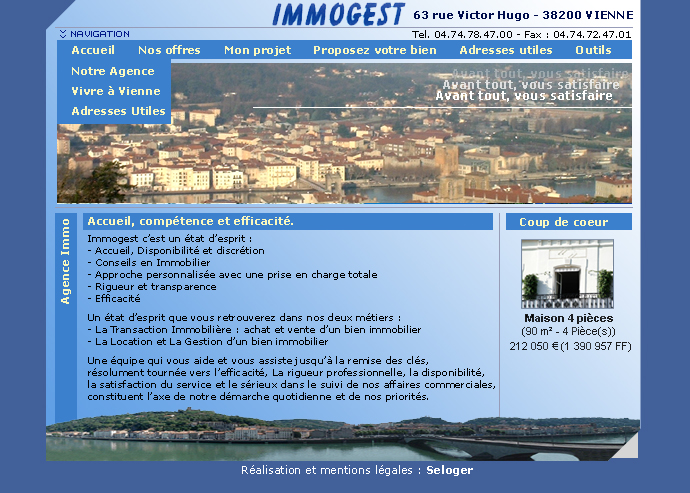 IMMOGEST 63 rue Victor Hugo - 38200 VIENNE
NAVIGATION
Tel. 04.74.78.47.00 - Fax : 04.74.72.47.01
Accueil Nos offres Mon projet Proposez votre bien Adresses utiles Outils
Notre Agence
Vivre à Vienne
Adresses Utiles
Avant tout, vous satisfaire
Avant tout, vous satisfaire
Avant tout, vous satisfaire
Agence Immo
Accueil, compétence et efficacité.
Immogest c'est un état d'esprit :
- Accueil, Disponibilité et discrétion
- Conseils en Immobilier
- Approche personnalisée avec une prise en charge totale
- Rigueur et transparence
- Efficacité
Un état d'esprit que vous retrouverez dans nos deux métiers :
- La Transaction Immobilière : achat et vente d'un bien immobilier
- La Location et La Gestion d'un bien immobilier
Une équipe qui vous aide et vous assiste jusqu'à la remise des clés,
résolument tournée vers l'efficacité, La rigueur professionnelle, la disponibilité,
la satisfaction du service et le sérieux dans le suivi de nos affaires commerciales,
constituent l'axe de notre démarche quotidienne et de nos priorités.
Coup de coeur
Maison 4 pièces
(90 m² - 4 Pièce(s))
212 050 € (1 390 957 FF)
Réalisation et mentions légales : Seloger